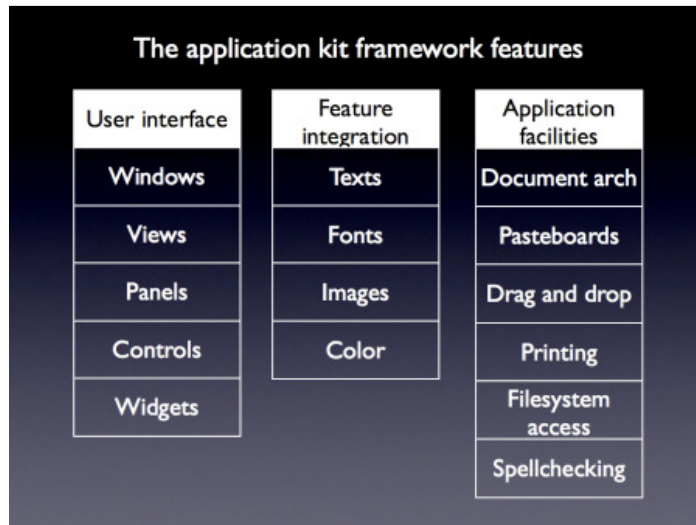 The application kit framework features
User interface
Windows
Views
Panels
Controls
Widgets
Feature
integration
Texts
Fonts
Images
Color
Application
facilities
Document arch
Pasteboards
Drag and drop
Printing
Filesystem
access
Spellchecking